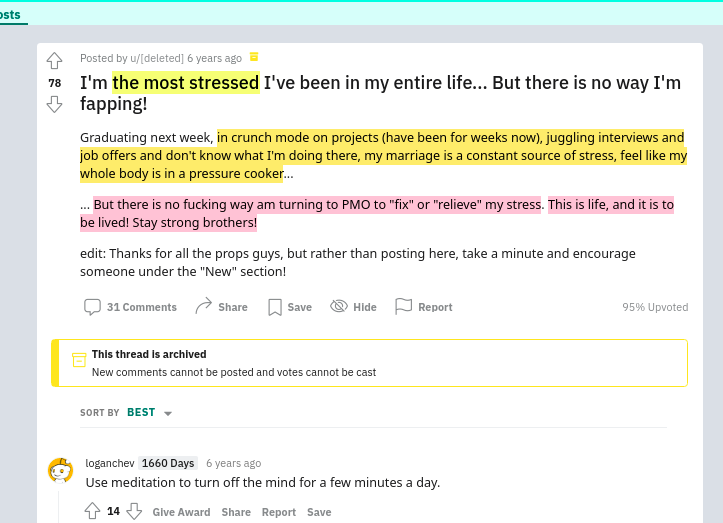 osts
Posted by u/[deleted] 6 years ago
78
I'm the most stressed I've been in my entire life... But there is no way I'm
fapping!
Graduating next week, in crunch mode on projects (have been for weeks now), juggling interviews and
job offers and don't know what I'm doing there, my marriage is a constant source of stress, feel like my
whole body is in a pressure cooker...
... But there is no fucking way am turning to PMO to "fix" or "relieve" my stress. This is life, and it is to
be lived! Stay strong brothers!
edit: Thanks for all the props guys, but rather than posting here, take a minute and encourage
someone under the "New" section!
31 Comments Share Save Hide Report 95% Upvoted
This thread is archived
New comments cannot be posted and votes cannot be cast
SORT BY BEST
loganchev 1660 Days 6 years ago
Use meditation to turn off the mind for a few minutes a day.
14 Give Award Share Report Save